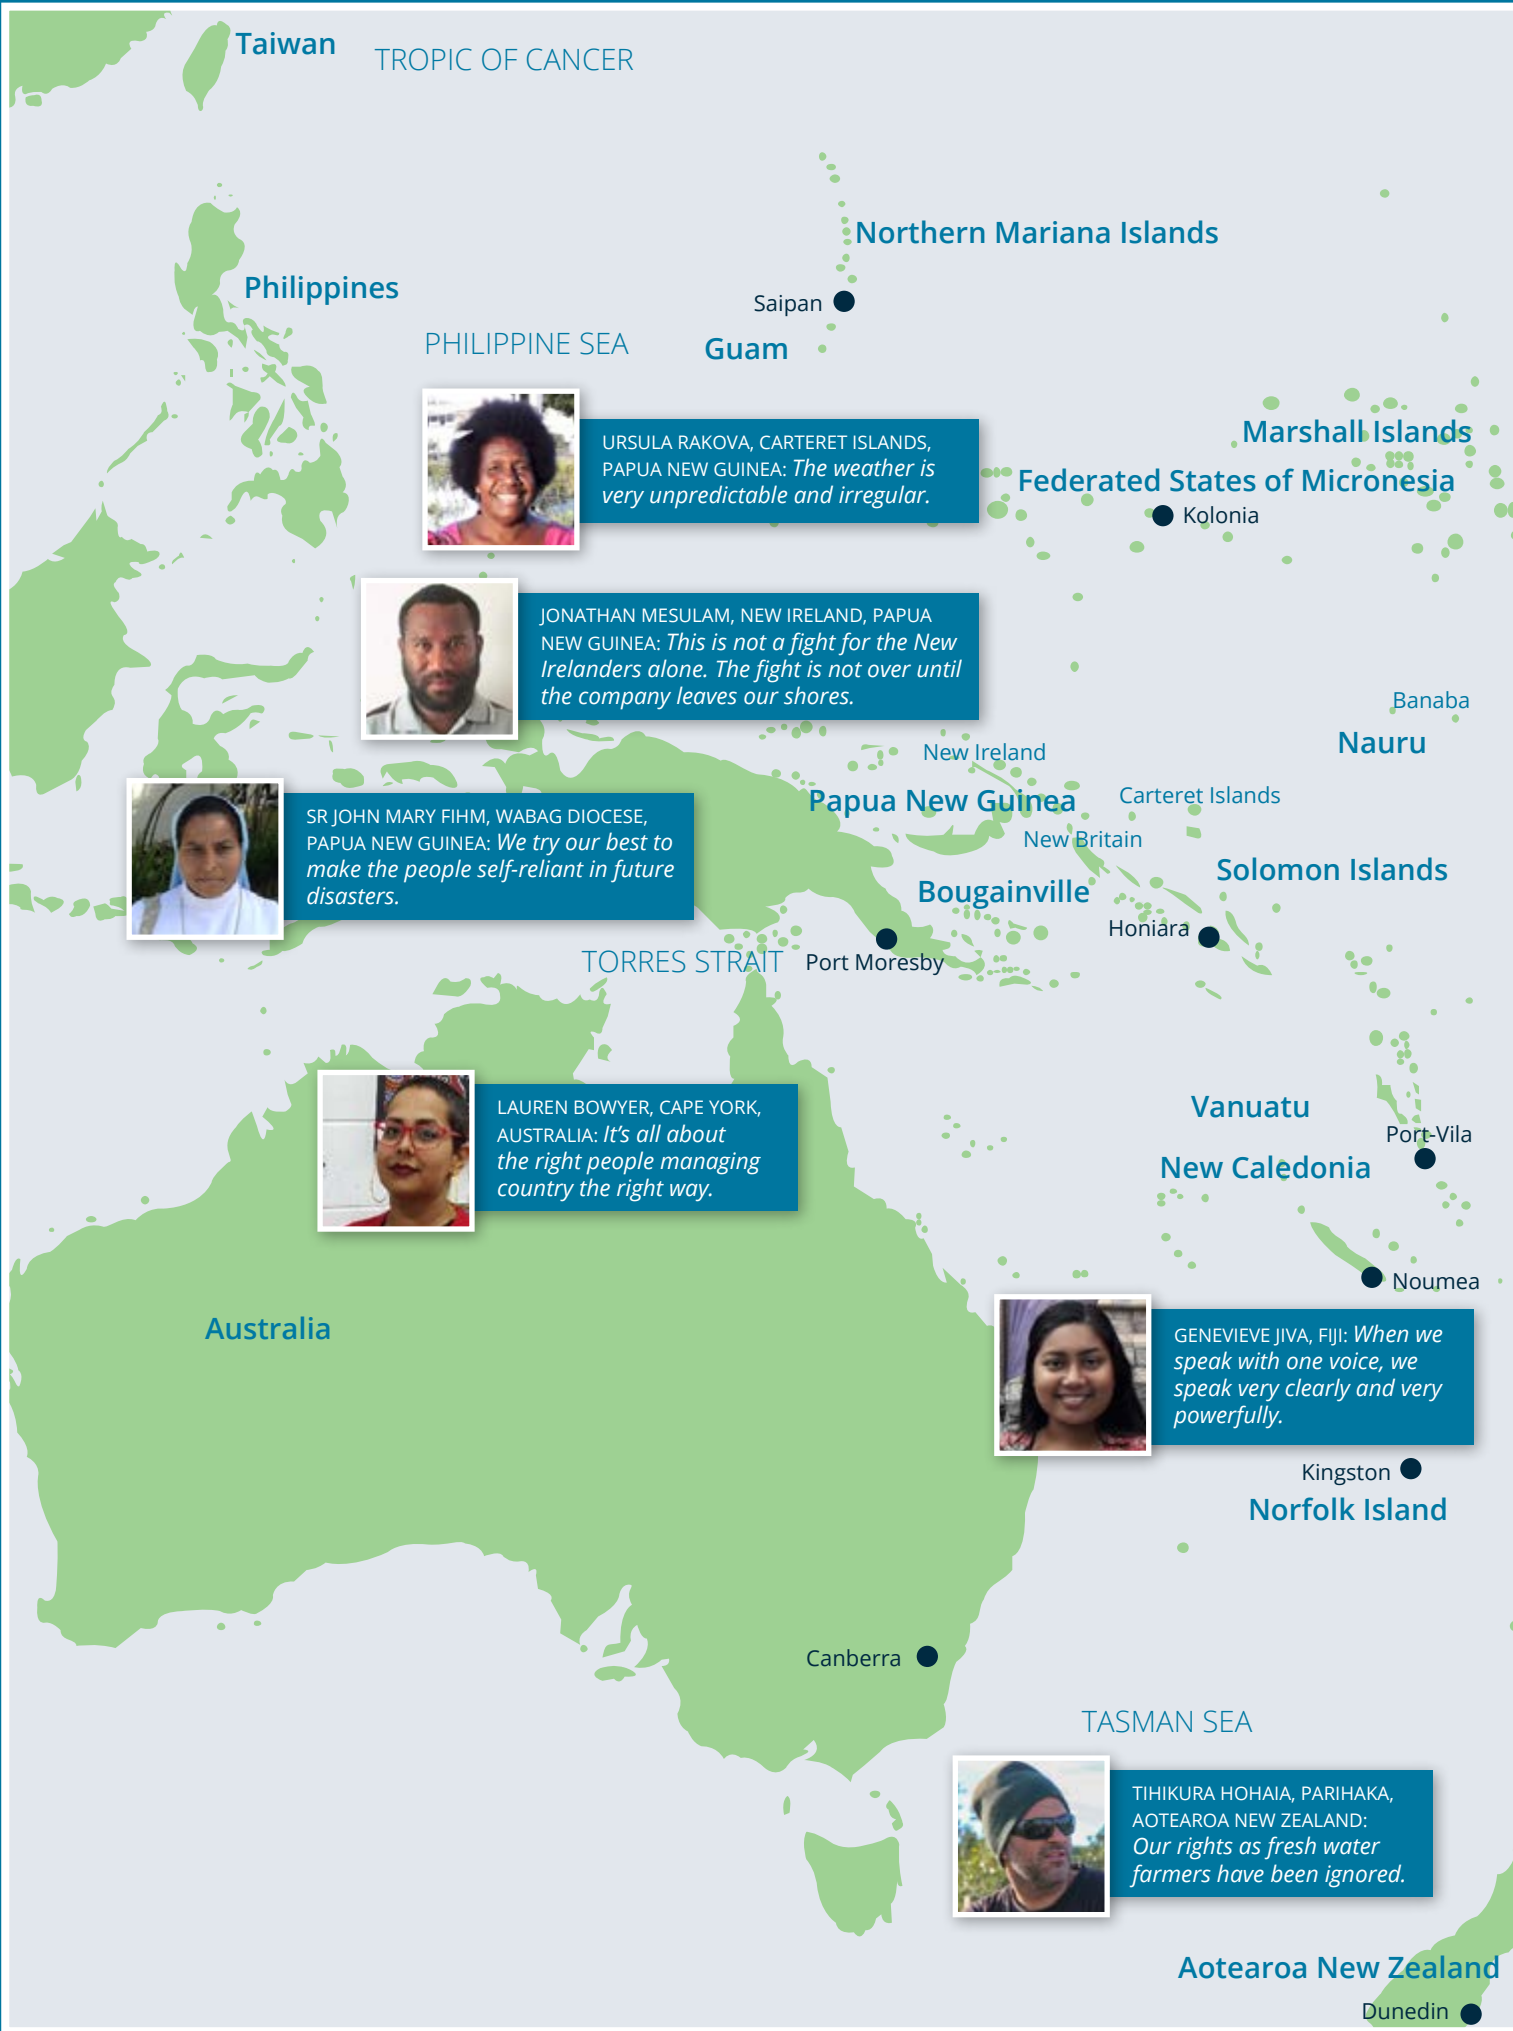 Taiwan
TROPIC OF CANCER
Northern Mariana Islands
Philippines
Saipan
PHILIPPINE SEA
Guam
URSULA RAKOVA, CARTERET ISLANDS,
PAPUA NEW GUINEA: The weather is
very unpredictable and irregular.
Marshall Islands
Federated States of Micronesia
Kolonia
JONATHAN MESULAM, NEW IRELAND, PAPUA
NEW GUINEA: This is not a fight for the New
Irelanders alone. The fight is not over until
the company leaves our shores.
Banaba
Nauru
New Ireland
Papua New Guinea
Carteret Islands
New Britain
SR JOHN MARY FIHM, WABAG DIOCESE,
PAPUA NEW GUINEA: We try our best to
make the people self-reliant in future
disasters.
Solomon Islands
Bougainville
Honiara
TORRES STRAIT
Port Moresby
LAUREN BOWYER, CAPE YORK,
AUSTRALIA: It’s all about
the right people managing
country the right way.
Vanuatu
Port-Vila
New Caledonia
Noumea
Australia
GENEVIEVE JIVA, FIJI: When we
speak with one voice, we
speak very clearly and very
powerfully.
Kingston
Norfolk Island
Canberra
TASMAN SEA
TIHIKURA HOHAIA, PARIHAKA,
AOTEAROA NEW ZEALAND:
Our rights as fresh water
farmers have been ignored.
Aotearoa New Zealand
Dunedin